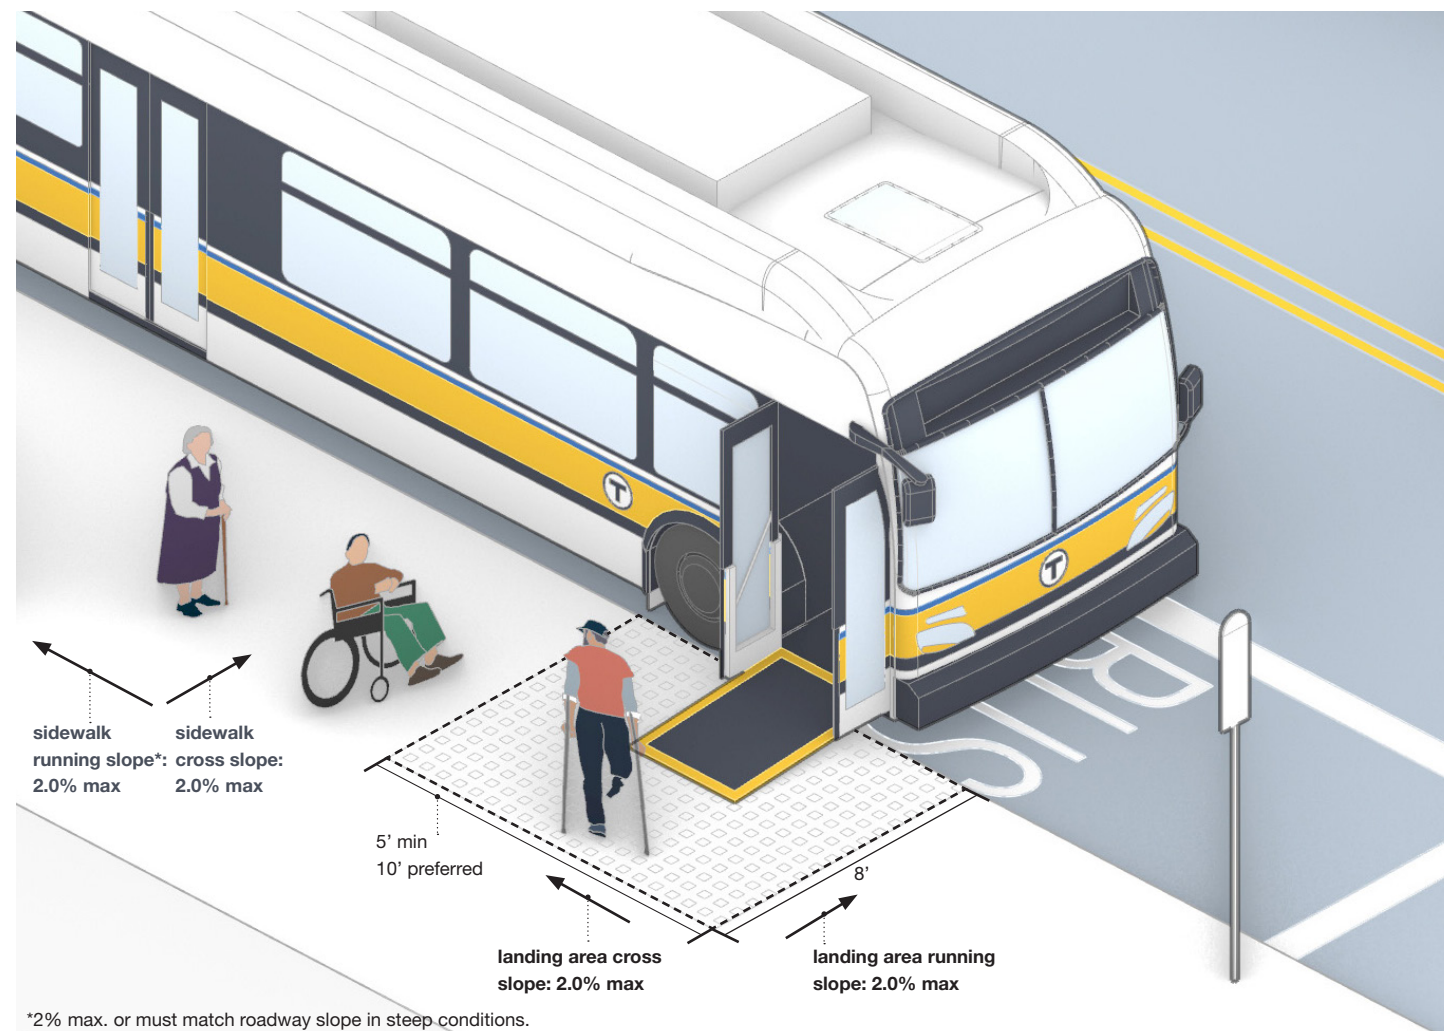 T
T
BUS
sidewalk
running slope*:
2.0% max
sidewalk
cross slope:
2.0% max
5’ min
10’ preferred
8’
landing area cross
slope: 2.0% max
landing area running
slope: 2.0% max
*2% max. or must match roadway slope in steep conditions.